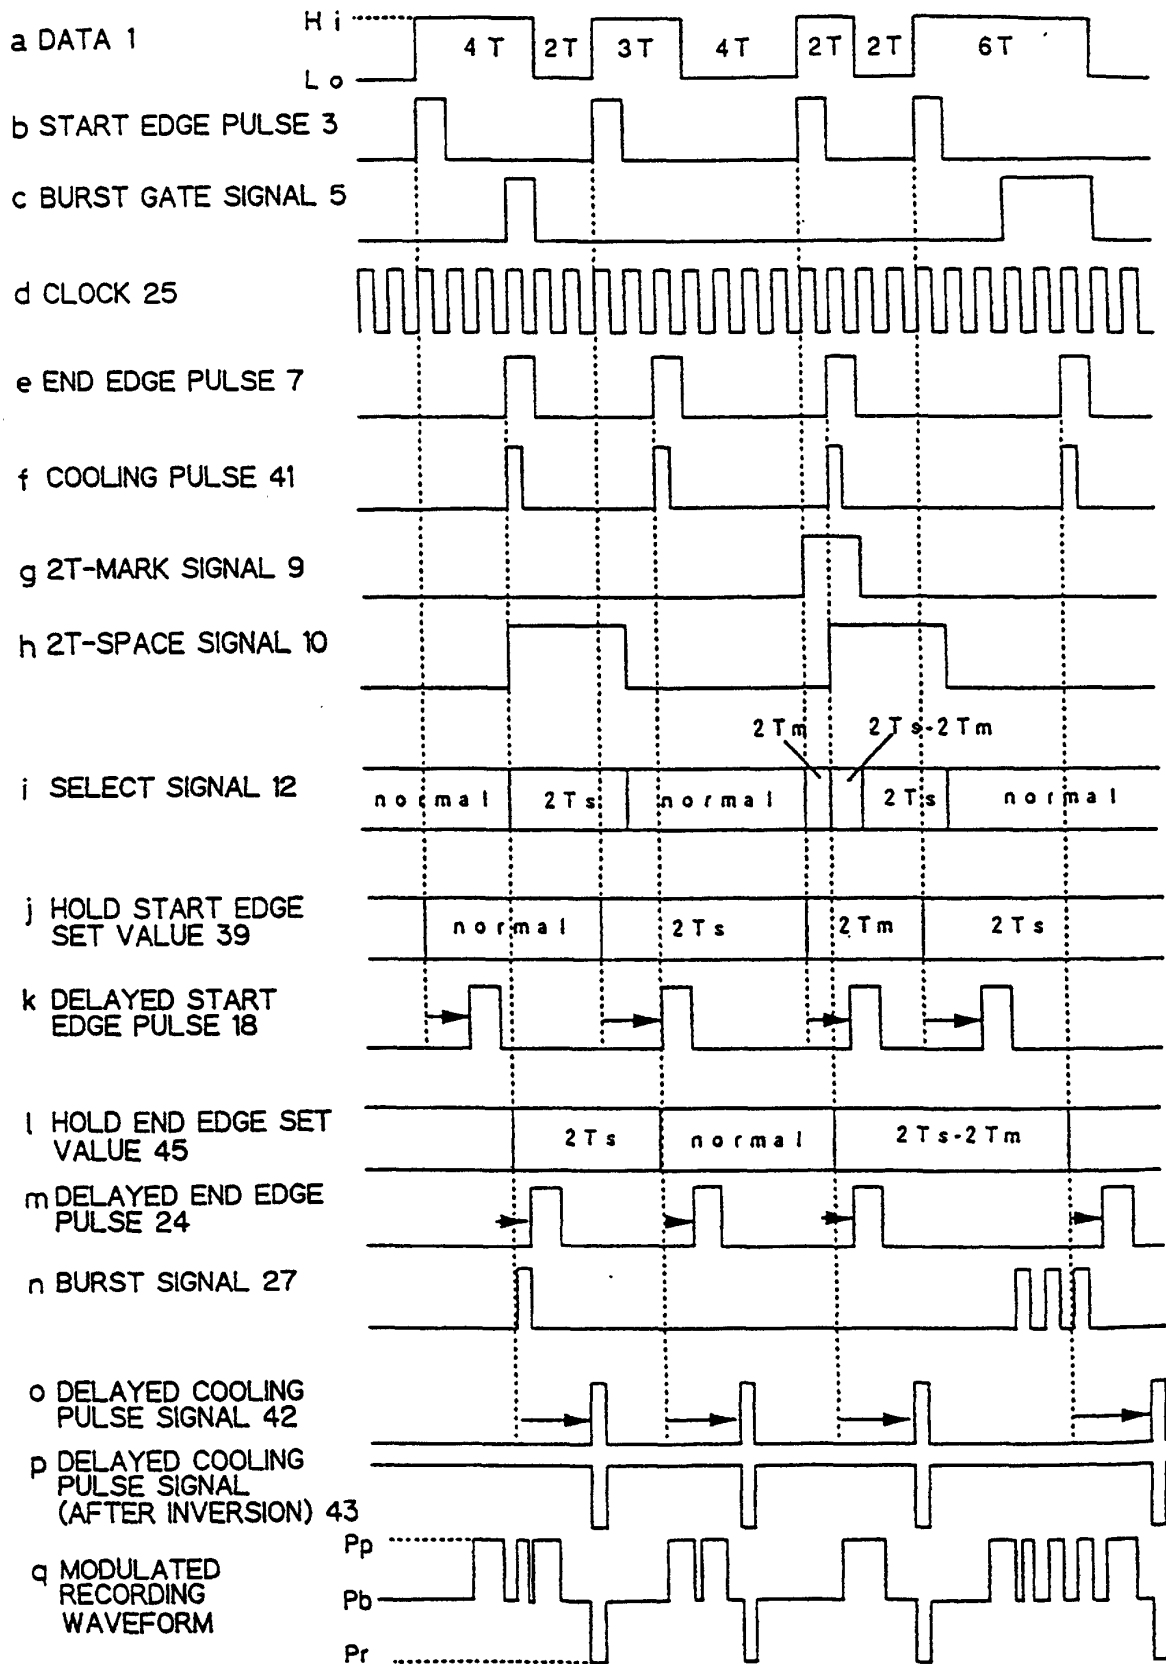 Hi
a DATA 1
4T 2T 3T 4T 2T 2T 6T
Lo
b START EDGE PULSE 3
c BURST GATE SIGNAL 5
d CLOCK 25
e END EDGE PULSE 7
f COOLING PULSE 41
g 2T-MARK SIGNAL 9
h 2T-SPACE SIGNAL 10
2Tm 2Ts-2Tm
i SELECT SIGNAL 12
normal 2Ts normal 2Ts normal
j HOLD START EDGE
SET VALUE 39
normal 2Ts 2Tm 2Ts
k DELAYED START
EDGE PULSE 18
l HOLD END EDGE SET
VALUE 45
2Ts normal 2Ts-2Tm
m DELAYED END EDGE
PULSE 24
n BURST SIGNAL 27
o DELAYED COOLING
PULSE SIGNAL 42
p DELAYED COOLING
PULSE SIGNAL
(AFTER INVERSION) 43
Pp
q MODULATED
RECORDING
WAVEFORM
Pb
Pr